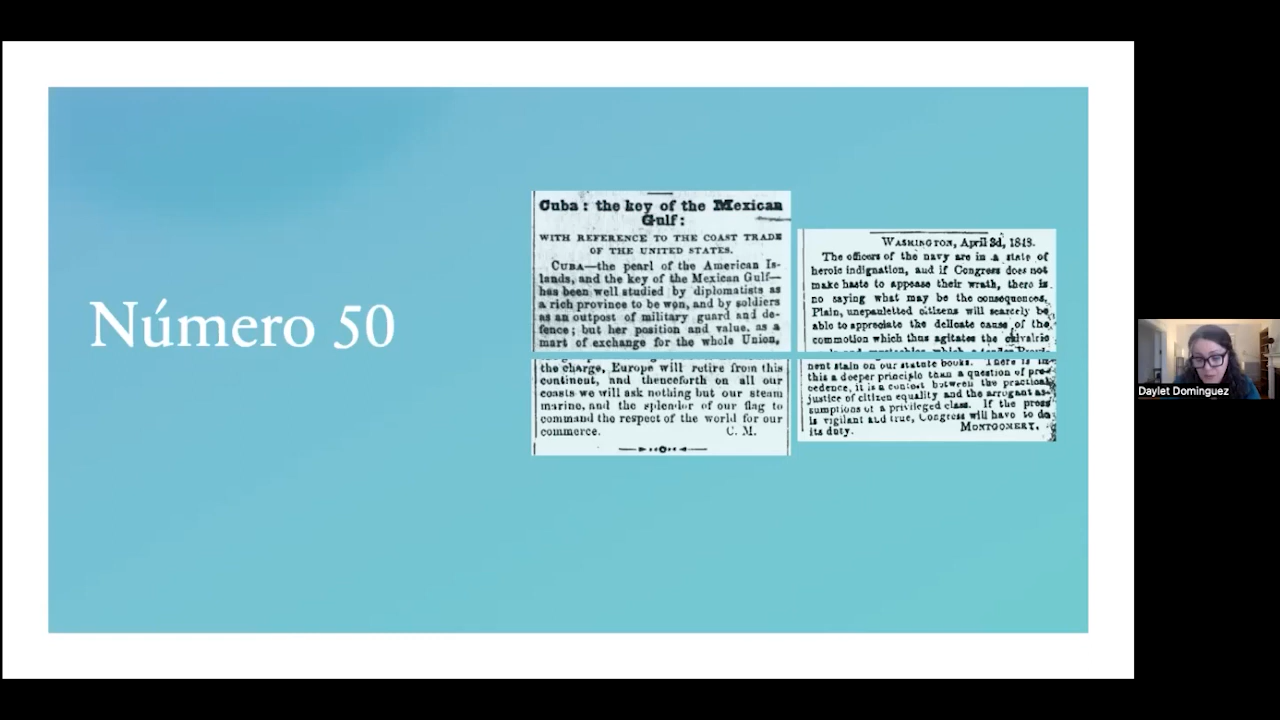 Número 50
Cuba: the key of the Mexican
Gulf:
WITH REFERENCE TO THE COAST TRADE
OF THE UNITED STATES.
CUBA—the pearl of the American Is-
lands, and the key of the Mexican Gulf—
has been well studied by diplomatists as
a rich province to be won, and by soldiers
as an outpost of military guard and de-
fence; but her position and value, as a
mart of exchange for the whole Union,
the charge, Europe will retire from this
continent, and thenceforth on all our
coasts we will ask nothing but our steam
marine, and the splendor of our flag to
command the respect of the world for our
commerce. C. M.
WASHINGTON, April 3d, 1848.
The officers of the navy are in a state of
heroic indignation, and if Congress does not
make haste to appease their wrath, there is
no saying what may be the consequences.
Plain, unepauletted citizens will scarcely be
able to appreciate the delicate cause of the
commotion which thus agitates the chivalric
nent stain on our statute books. There is in
this a deeper principle than a question of pre-
cedence, it is a contest between the practical
justice of citizen equality and the arrogant as-
sumptions of a privileged class. If the press
is vigilant and true, Congress will have to do
its duty. MONTGOMERY.
Daylet Dominguez